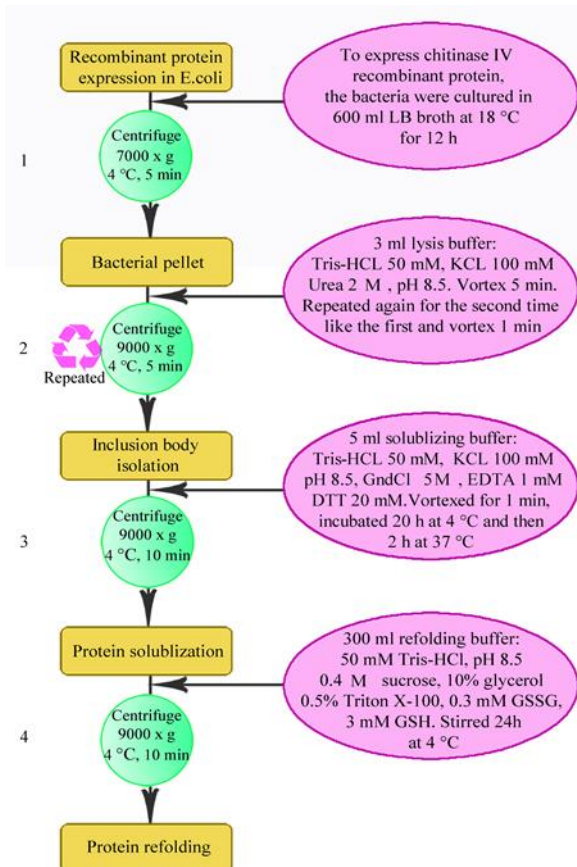 Recombinant protein
expression in E.coli
To express chitinase IV
recombinant protein,
the bacteria were cultured in
600 ml LB broth at 18 °C
for 12 h
Centrifuge
7000 x g
4 °C, 5 min
1
Bacterial pellet
3 ml lysis buffer:
Tris-HCL 50 mM, KCL 100 mM
Urea 2 M , pH 8.5. Vortex 5 min.
Repeated again for the second time
like the first and vortex 1 min
Centrifuge
9000 x g
4 °C, 5 min
2
Repeated
Inclusion body
isolation
5 ml solublizing buffer:
Tris-HCL 50 mM, KCL 100 mM
pH 8.5, GndCl 5M , EDTA 1 mM
DTT 20 mM.Vortexed for 1 min,
incubated 20 h at 4 °C and then
2 h at 37 °C
Centrifuge
9000 x g
4 °C, 10 min
3
Protein solublization
300 ml refolding buffer:
50 mM Tris-HCl, pH 8.5
0.4 M sucrose, 10% glycerol
0.5% Triton X-100, 0.3 mM GSSG,
3 mM GSH. Stirred 24h
at 4 °C
Centrifuge
9000 x g
4 °C, 10 min
4
Protein refolding